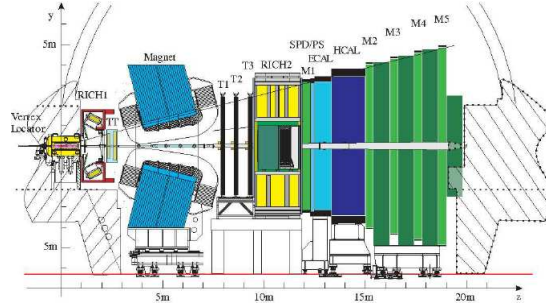 y
M5
M4
M3
M2
SPD/PS
HCAL
ECAL
5m
Magnet
T3
RICH2
M1
T2
T1
RICH1
TT
Vertex
Locator
5m
5m
10m
15m
20m
z